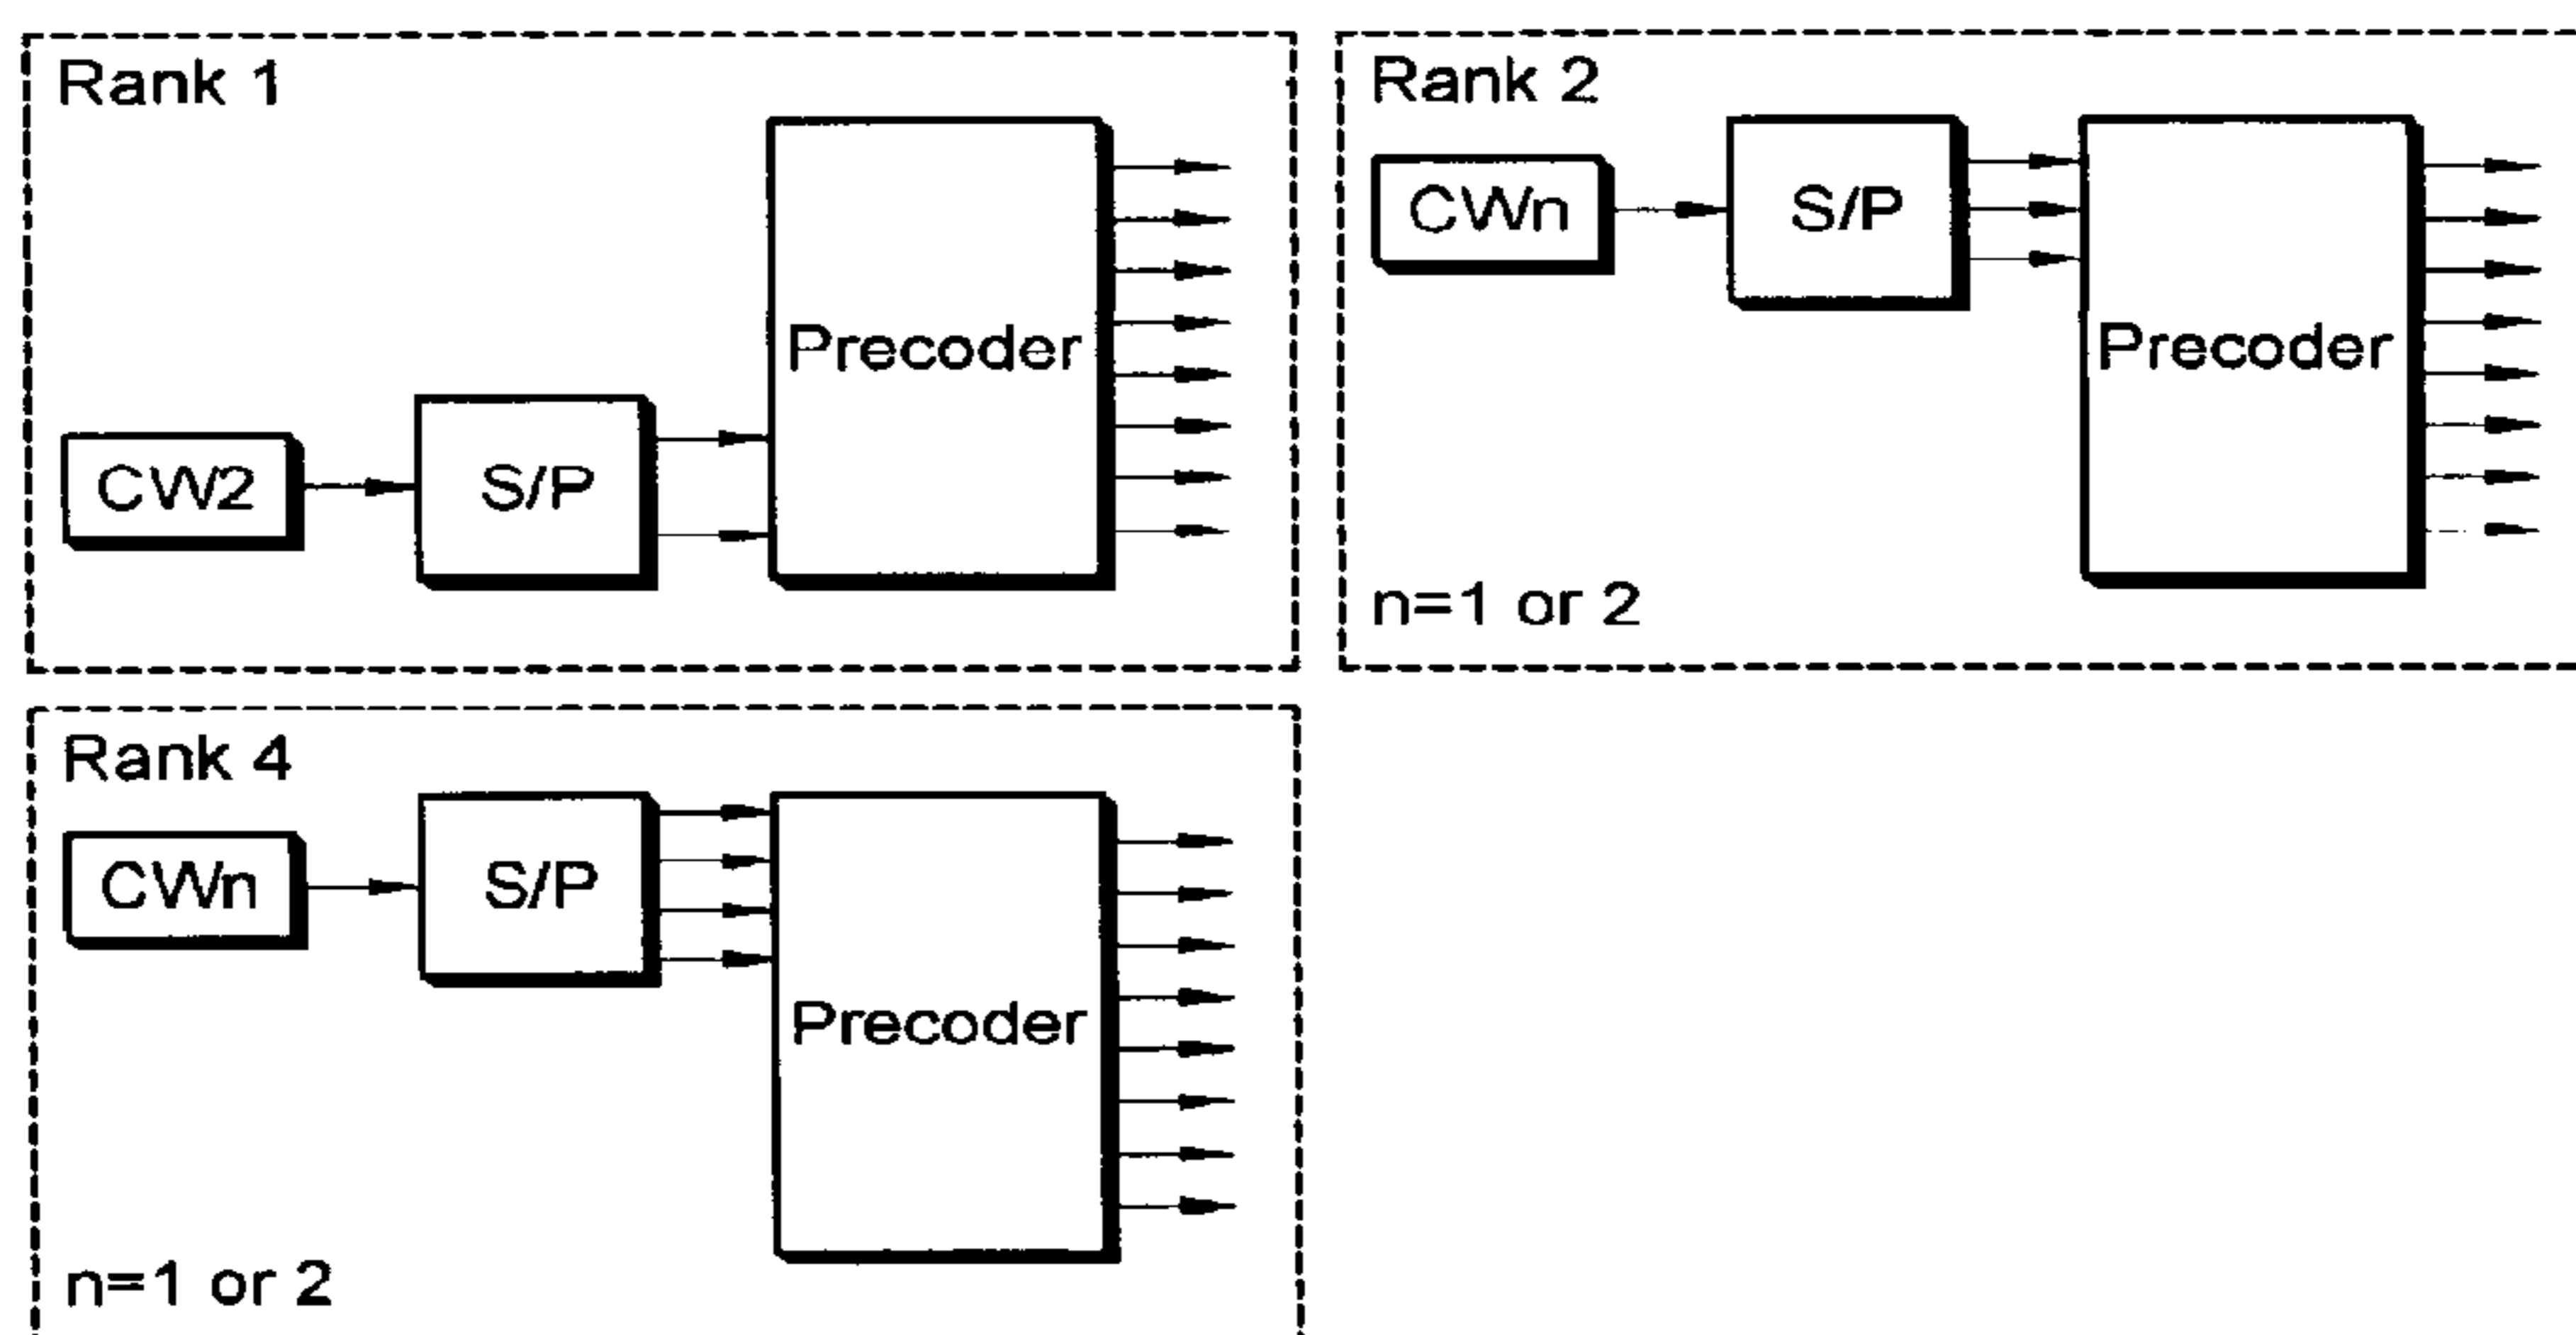 Rank 1
Precoder
CW2
S/P
Rank 2
CWn
S/P
Precoder
n=1 or 2
Rank 4
CWn
S/P
Precoder
n=1 or 2